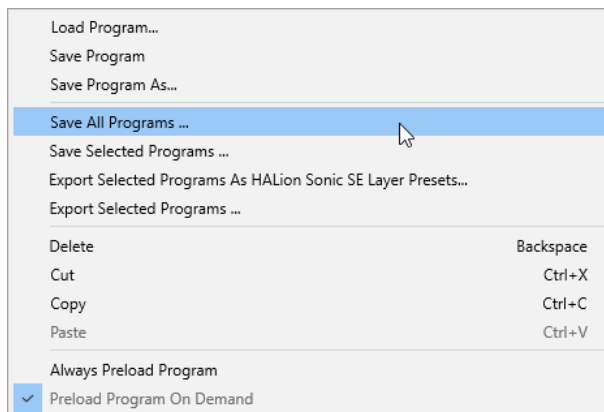 Load Program...
Save Program
Save Program As...
Save All Programs ...
Save Selected Programs ...
Export Selected Programs As HALion Sonic SE Layer Presets...
Export Selected Programs ...
Delete Backspace
Cut Ctrl+X
Copy Ctrl+C
Paste Ctrl+V
Always Preload Program
Preload Program On Demand